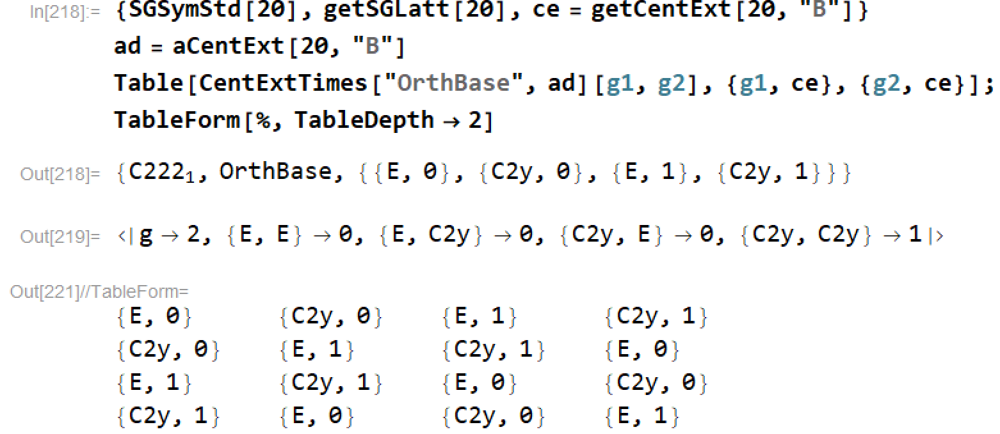 In[218]:= {SGSymStd[20], getSGLatt[20], ce = getCentExt[20, "B"]}
ad = aCentExt[20, "B"]
Table[CentExtTimes["OrthBase", ad][g1, g2], {g1, ce}, {g2, ce}];
TableForm[%, TableDepth → 2]
Out[218]= {C222₁, OrthBase, {{E, 0}, {C2y, 0}, {E, 1}, {C2y, 1}}}
Out[219]= <|g → 2, {E, E} → 0, {E, C2y} → 0, {C2y, E} → 0, {C2y, C2y} → 1|>
Out[221]//TableForm=
{E, 0} {C2y, 0} {E, 1} {C2y, 1}
{C2y, 0} {E, 1} {C2y, 1} {E, 0}
{E, 1} {C2y, 1} {E, 0} {C2y, 0}
{C2y, 1} {E, 0} {C2y, 0} {E, 1}